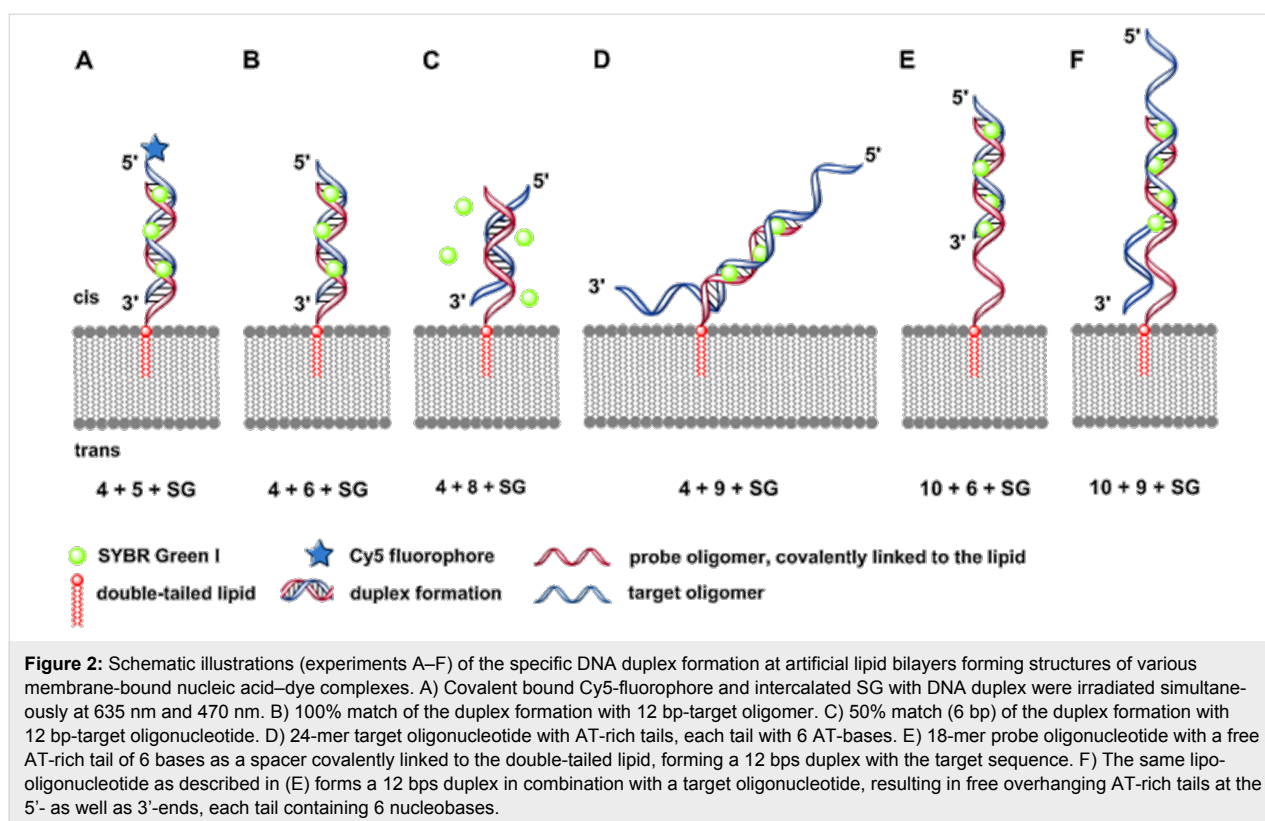 A B C D E F
5'
5'
5'
5'
5'
5'
3'
3'
3'
3'
3'
3'
cis
trans
4 + 5 + SG 4 + 6 + SG 4 + 8 + SG 4 + 9 + SG 10 + 6 + SG 10 + 9 + SG
SYBR Green I Cy5 fluorophore probe oligomer, covalently linked to the lipid
double-tailed lipid duplex formation target oligomer
Figure 2: Schematic illustrations (experiments A–F) of the specific DNA duplex formation at artificial lipid bilayers forming structures of various
membrane-bound nucleic acid–dye complexes. A) Covalent bound Cy5-fluorophore and intercalated SG with DNA duplex were irradiated simultane-
ously at 635 nm and 470 nm. B) 100% match of the duplex formation with 12 bp-target oligomer. C) 50% match (6 bp) of the duplex formation with
12 bp-target oligonucleotide. D) 24-mer target oligonucleotide with AT-rich tails, each tail with 6 AT-bases. E) 18-mer probe oligonucleotide with a free
AT-rich tail of 6 bases as a spacer covalently linked to the double-tailed lipid, forming a 12 bps duplex with the target sequence. F) The same lipo-
oligonucleotide as described in (E) forms a 12 bps duplex in combination with a target oligonucleotide, resulting in free overhanging AT-rich tails at the
5'- as well as 3'-ends, each tail containing 6 nucleobases.